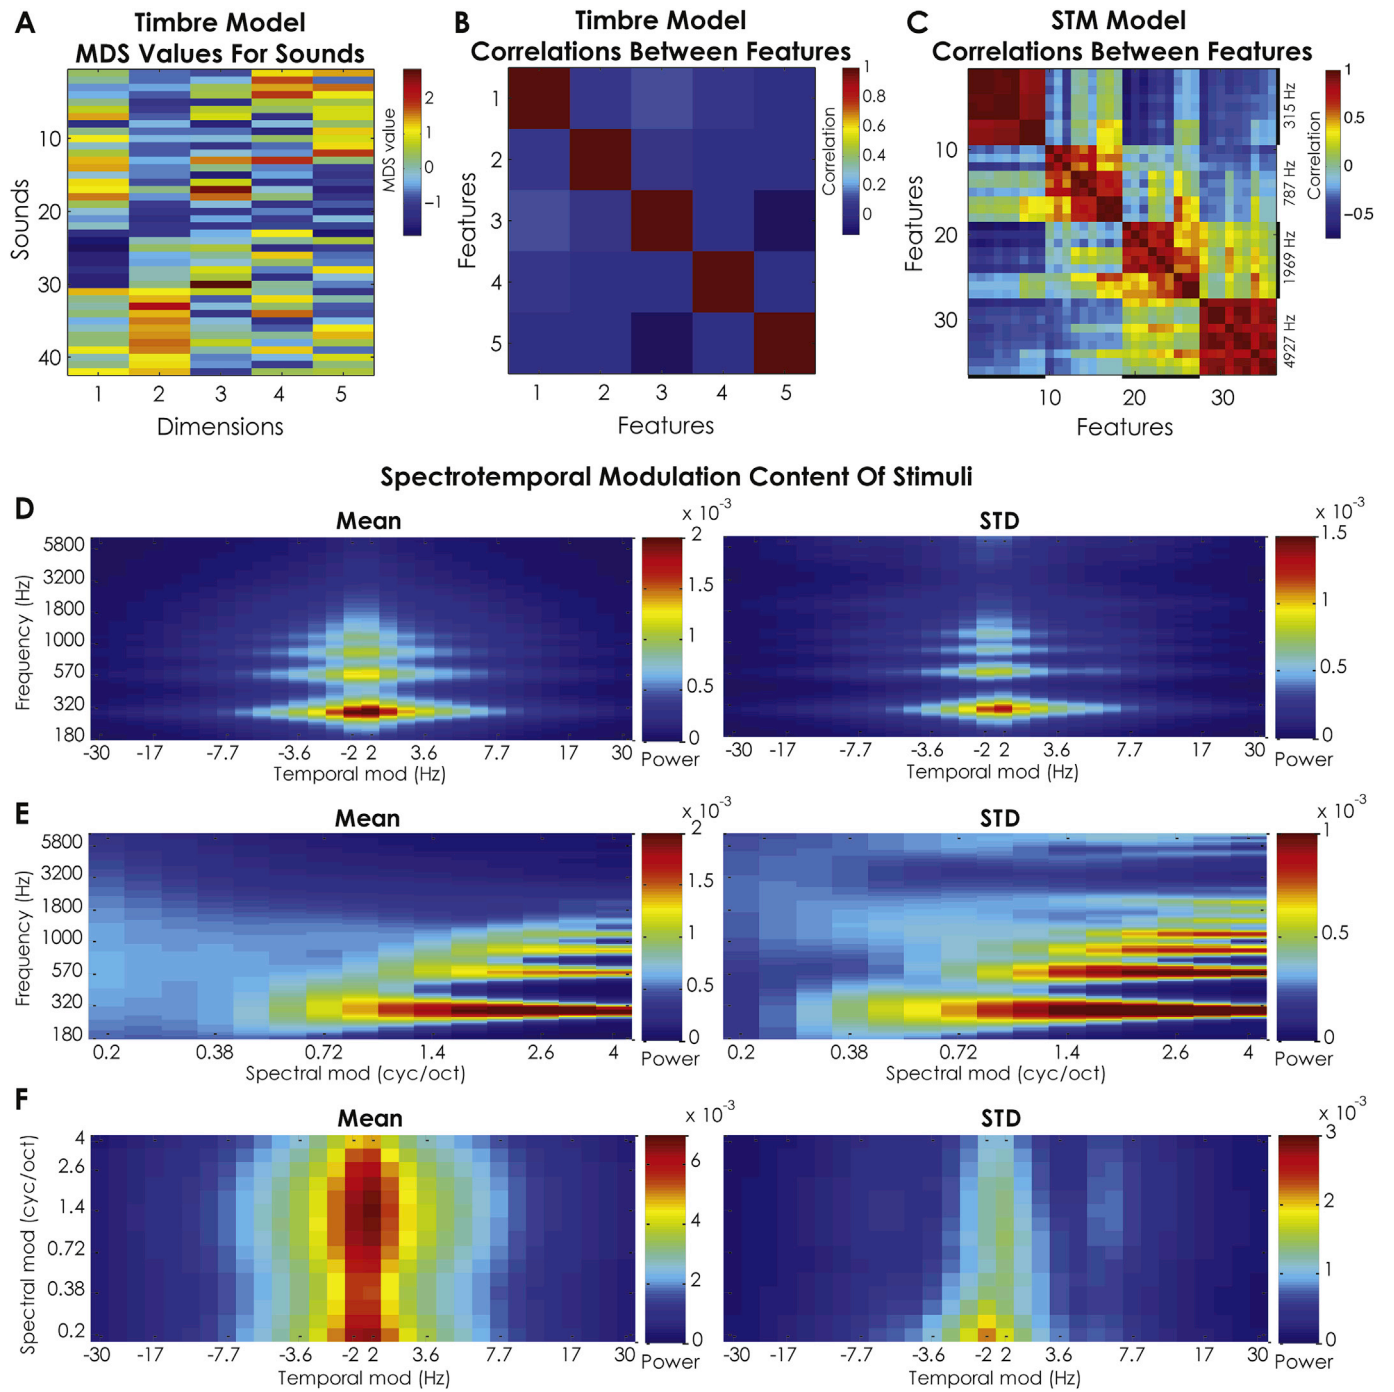 A
Timbre Model
MDS Values For Sounds
Sounds
10
20
30
40
1 2 3 4 5
Dimensions
2
1
0
−1
MDS value
B
Timbre Model
Correlations Between Features
Features
1
2
3
4
5
1 2 3 4 5
Features
1
0.8
0.6
0.4
0.2
0
Correlation
C
STM Model
Correlations Between Features
Features
10
20
30
10 20 30
Features
315 Hz
787 Hz
1969 Hz
4927 Hz
1
0.5
0
−0.5
Correlation
Spectrotemporal Modulation Content Of Stimuli
D
Mean
Frequency (Hz)
5800
3200
1800
1000
570
320
180
-30 -17 -7.7 -3.6 -2 2 3.6 7.7 17 30
Temporal mod (Hz)
x 10-3
2
1.5
1
0.5
0
Power
STD
-30 -17 -7.7 -3.6 -2 2 3.6 7.7 17 30
Temporal mod (Hz)
x 10-3
1.5
1
0.5
0
Power
E
Mean
Frequency (Hz)
5800
3200
1800
1000
570
320
180
0.2 0.38 0.72 1.4 2.6 4
Spectral mod (cyc/oct)
x 10-3
2
1.5
1
0.5
0
Power
STD
0.2 0.38 0.72 1.4 2.6 4
Spectral mod (cyc/oct)
x 10-3
1
0.5
0
Power
F
Mean
Spectral mod (cyc/oct)
4
2.6
1.4
0.72
0.38
0.2
-30 -17 -7.7 -3.6 -2 2 3.6 7.7 17 30
Temporal mod (Hz)
x 10-3
6
4
2
0
Power
STD
-30 -17 -7.7 -3.6 -2 2 3.6 7.7 17 30
Temporal mod (Hz)
x 10-3
3
2
1
0
Power